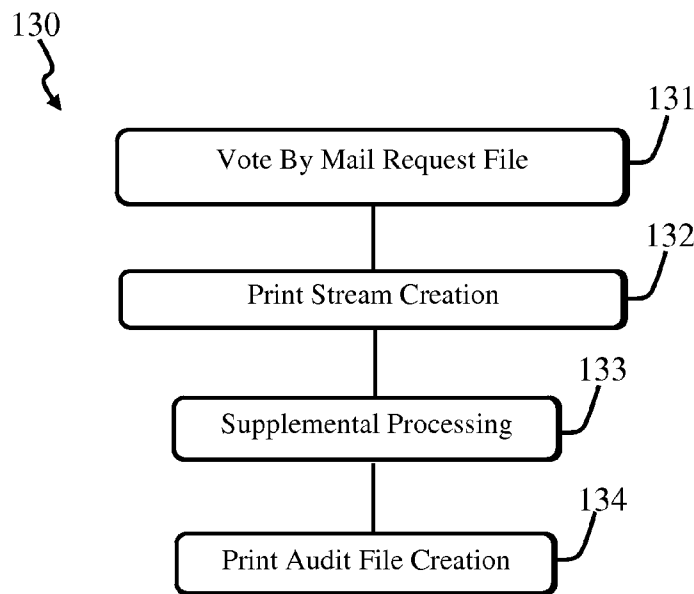 130
131
Vote By Mail Request File
132
Print Stream Creation
133
Supplemental Processing
134
Print Audit File Creation